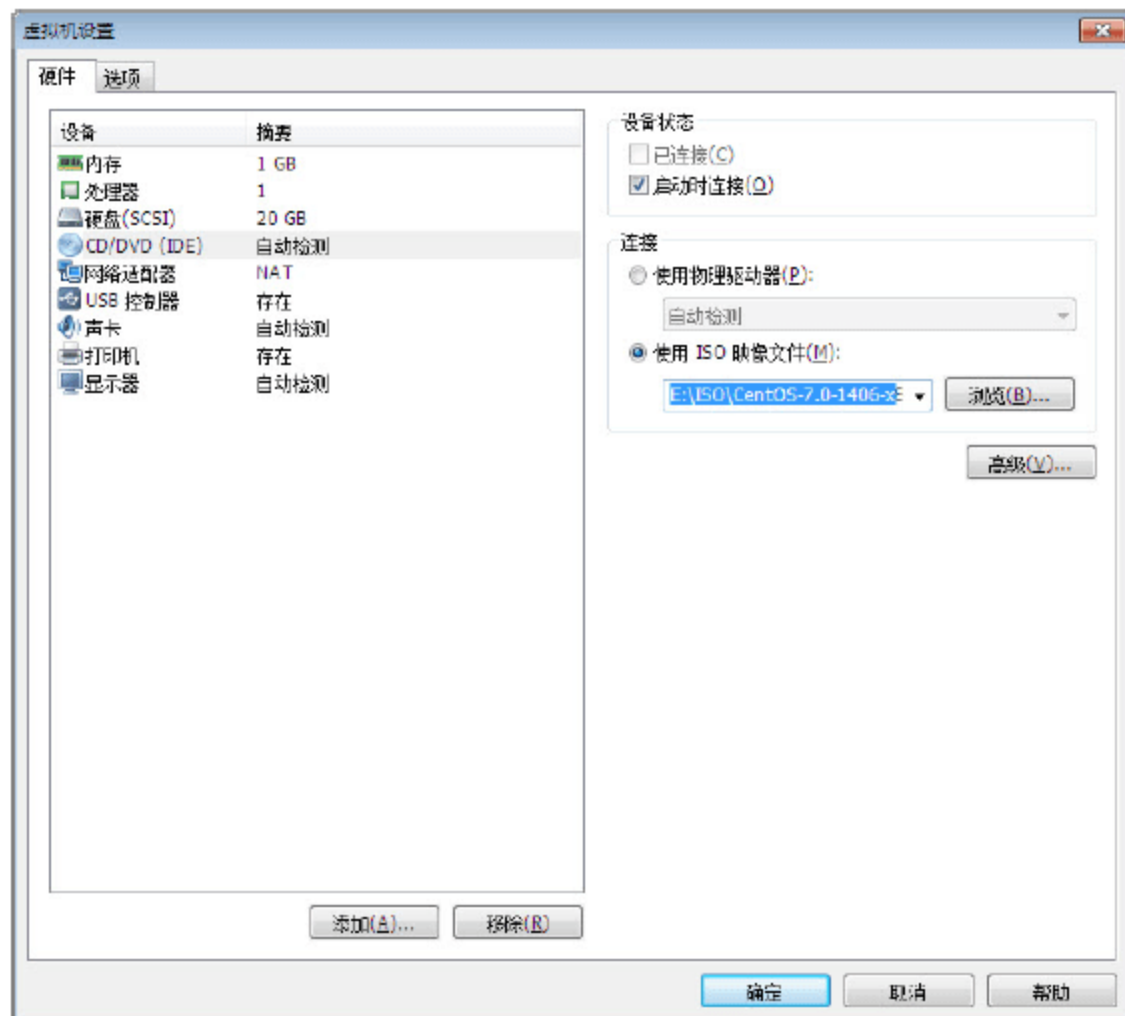 虚拟机设置
硬件 选项
设备 摘要
内存 1 GB
处理器 1
硬盘(SCSI) 20 GB
CD/DVD (IDE) 自动检测
网络适配器 NAT
USB 控制器 存在
声卡 自动检测
打印机 存在
显示器 自动检测
添加(A)... 移除(R)
设备状态
已连接(C)
启动时连接(O)
连接
使用物理驱动器(P):
自动检测
使用 ISO 映像文件(M):
E:\ISO\CentOS-7.0-1406-x 浏览(B)...
高级(V)...
确定 取消 帮助